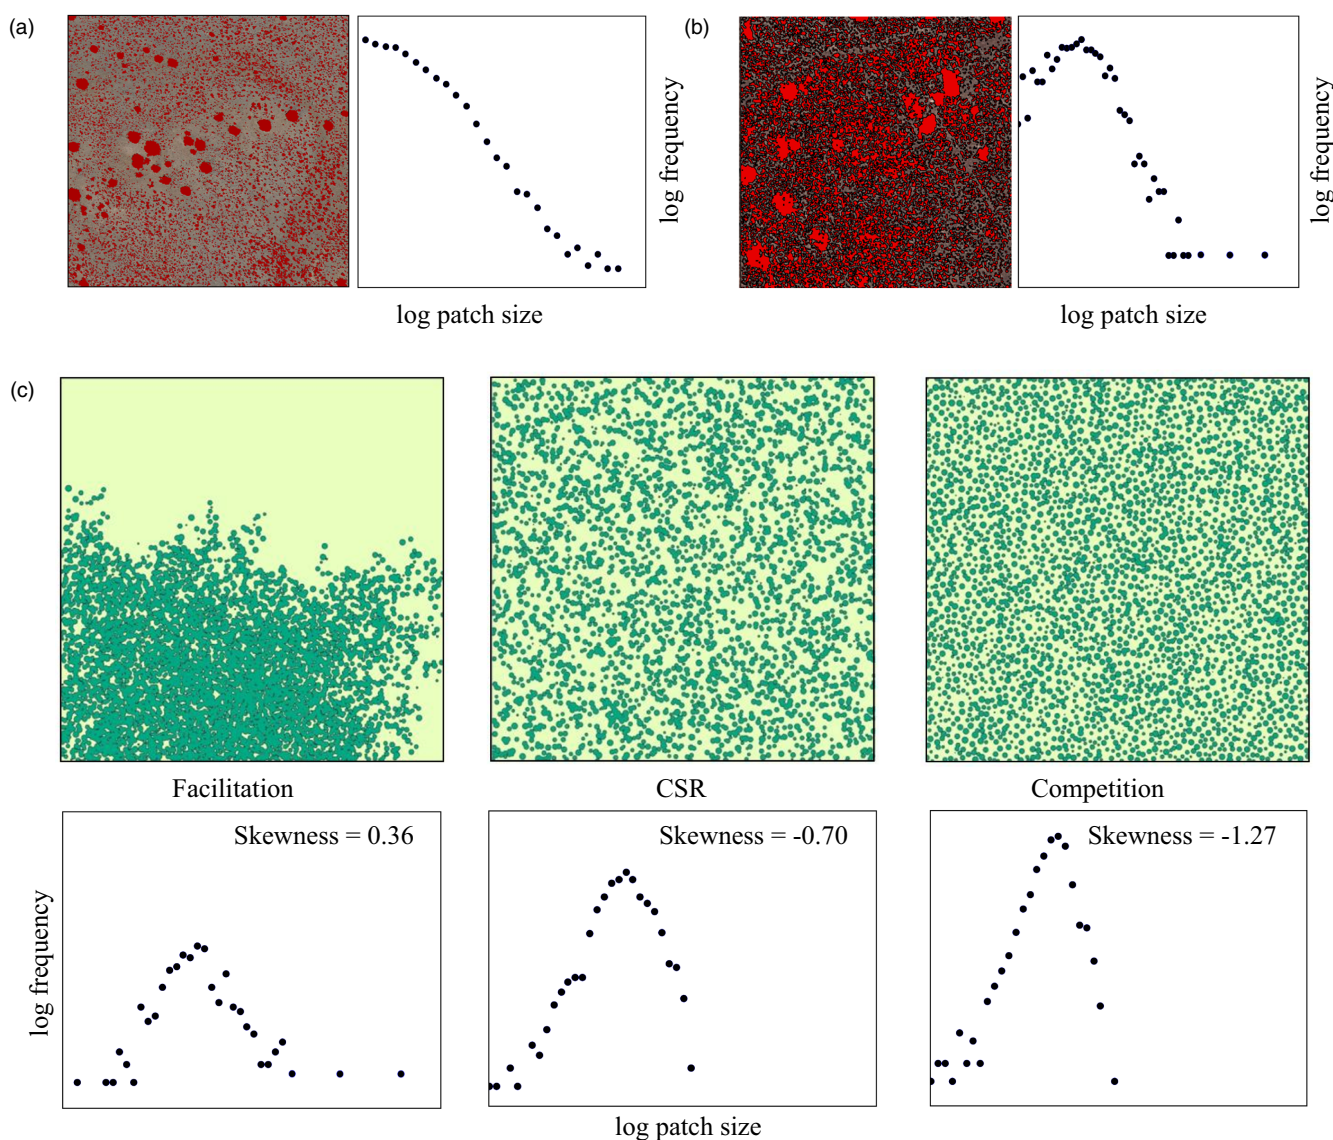 (a)
(b)
log frequency
log frequency
log patch size
log patch size
(c)
Facilitation
CSR
Competition
Skewness = 0.36
Skewness = -0.70
Skewness = -1.27
log frequency
log patch size